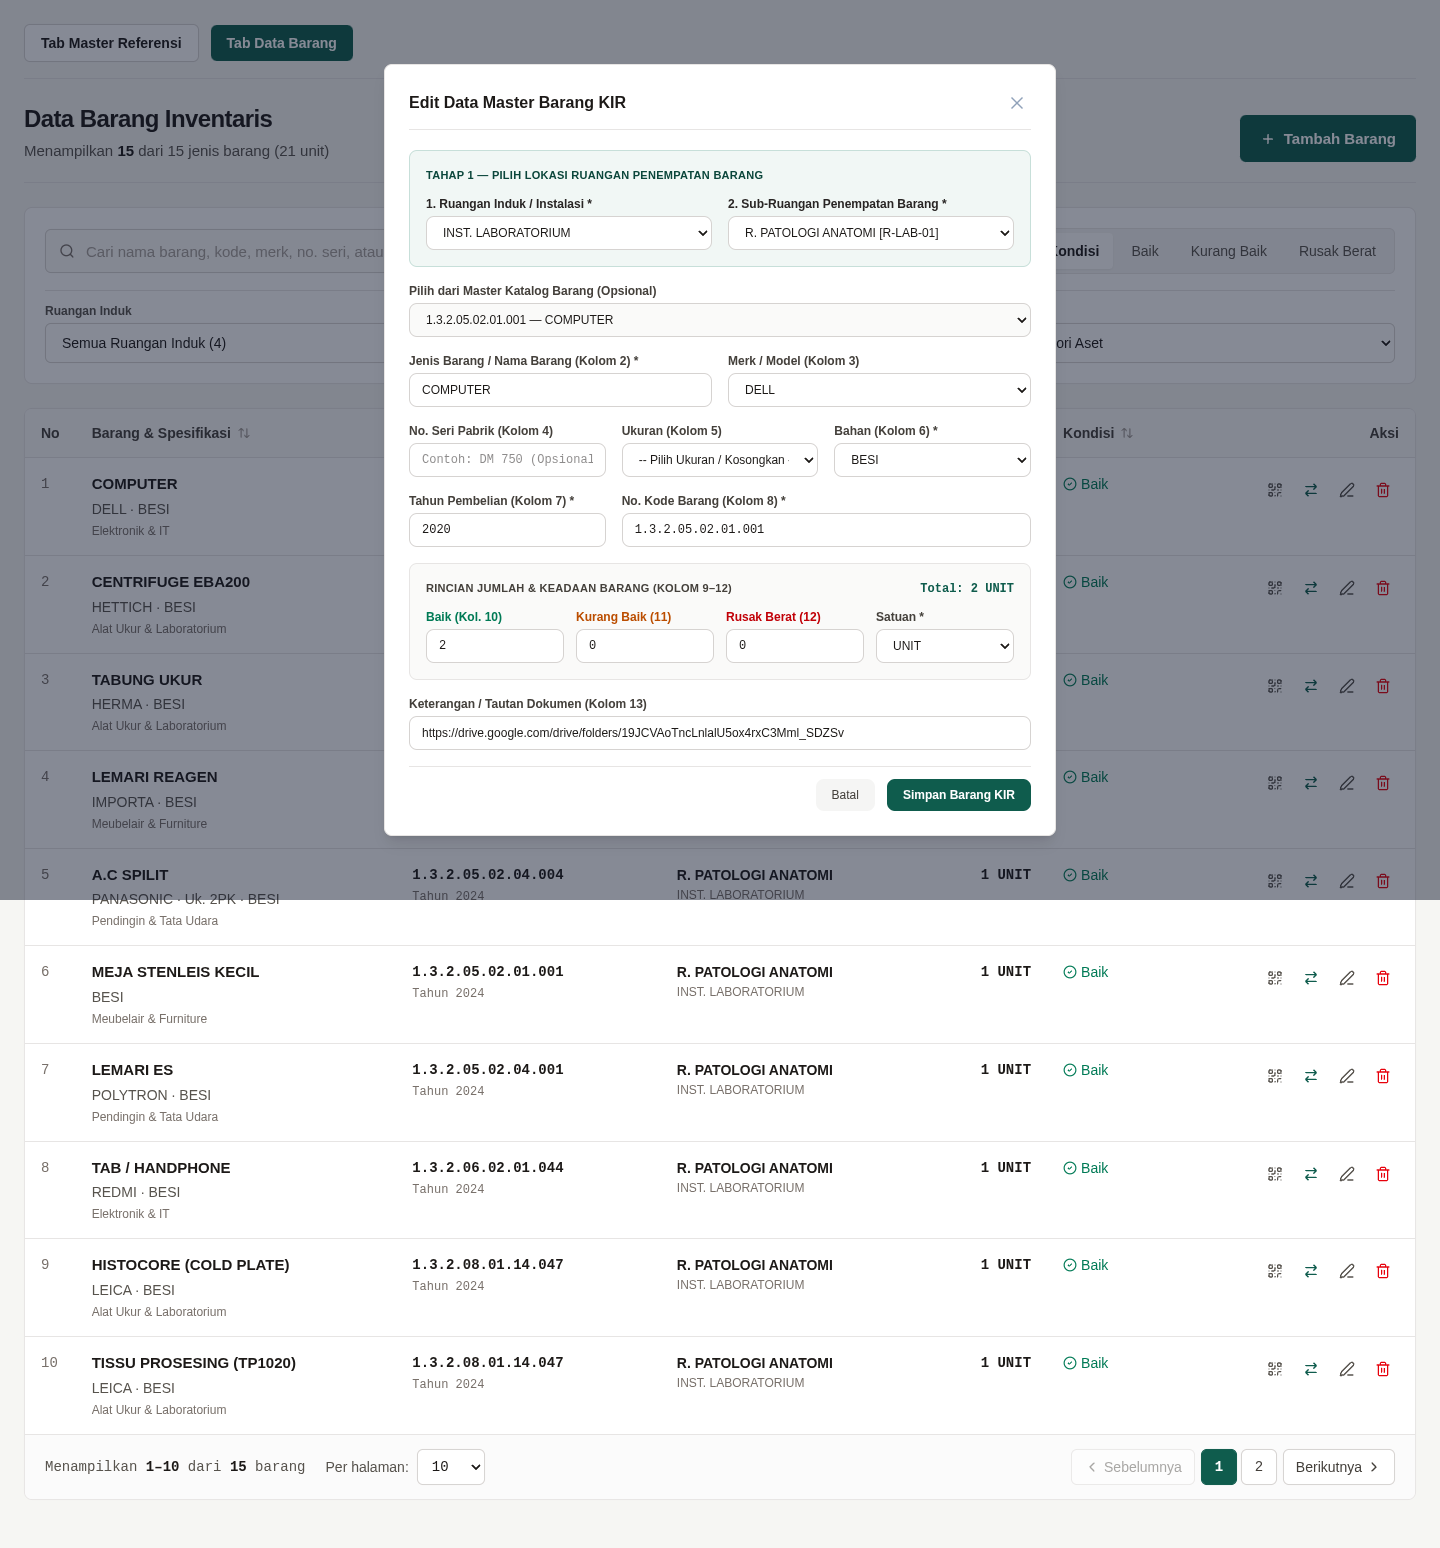 Tab Master Referensi
Tab Data Barang
Data Barang Inventaris
Menampilkan 15 dari 15 jenis barang (21 unit)
+ Tambah Barang
Cari nama barang, kode, merk, no. seri, atau
Kondisi
Baik
Kurang Baik
Rusak Berat
Ruangan Induk
Semua Ruangan Induk (4)
ori Aset
Edit Data Master Barang KIR
TAHAP 1 — PILIH LOKASI RUANGAN PENEMPATAN BARANG
1. Ruangan Induk / Instalasi *
2. Sub-Ruangan Penempatan Barang *
INST. LABORATORIUM
R. PATOLOGI ANATOMI [R-LAB-01]
Pilih dari Master Katalog Barang (Opsional)
1.3.2.05.02.01.001 — COMPUTER
Jenis Barang / Nama Barang (Kolom 2) *
Merk / Model (Kolom 3)
COMPUTER
DELL
No. Seri Pabrik (Kolom 4)
Ukuran (Kolom 5)
Bahan (Kolom 6) *
Contoh: DM 750 (Opsional
-- Pilih Ukuran / Kosongkan -
BESI
Tahun Pembelian (Kolom 7) *
No. Kode Barang (Kolom 8) *
2020
1.3.2.05.02.01.001
RINCIAN JUMLAH & KEADAAN BARANG (KOLOM 9–12)
Total: 2 UNIT
Baik (Kol. 10)
Kurang Baik (11)
Rusak Berat (12)
Satuan *
2
0
0
UNIT
Keterangan / Tautan Dokumen (Kolom 13)
https://drive.google.com/drive/folders/19JCVAoTncLnlalU5ox4rxC3Mml_SDZSv
Batal
Simpan Barang KIR
No
Barang & Spesifikasi
Kondisi
Aksi
1
COMPUTER
Baik
DELL · BESI
Elektronik & IT
2
CENTRIFUGE EBA200
Baik
HETTICH · BESI
Alat Ukur & Laboratorium
3
TABUNG UKUR
Baik
HERMA · BESI
Alat Ukur & Laboratorium
4
LEMARI REAGEN
Baik
IMPORTA · BESI
Meubelair & Furniture
5
A.C SPILIT
1.3.2.05.02.04.004
R. PATOLOGI ANATOMI
1 UNIT
Baik
PANASONIC · Uk. 2PK · BESI
Tahun 2024
INST. LABORATORIUM
Pendingin & Tata Udara
6
MEJA STENLEIS KECIL
1.3.2.05.02.01.001
R. PATOLOGI ANATOMI
1 UNIT
Baik
BESI
Tahun 2024
INST. LABORATORIUM
Meubelair & Furniture
7
LEMARI ES
1.3.2.05.02.04.001
R. PATOLOGI ANATOMI
1 UNIT
Baik
POLYTRON · BESI
Tahun 2024
INST. LABORATORIUM
Pendingin & Tata Udara
8
TAB / HANDPHONE
1.3.2.06.02.01.044
R. PATOLOGI ANATOMI
1 UNIT
Baik
REDMI · BESI
Tahun 2024
INST. LABORATORIUM
Elektronik & IT
9
HISTOCORE (COLD PLATE)
1.3.2.08.01.14.047
R. PATOLOGI ANATOMI
1 UNIT
Baik
LEICA · BESI
Tahun 2024
INST. LABORATORIUM
Alat Ukur & Laboratorium
10
TISSU PROSESING (TP1020)
1.3.2.08.01.14.047
R. PATOLOGI ANATOMI
1 UNIT
Baik
LEICA · BESI
Tahun 2024
INST. LABORATORIUM
Alat Ukur & Laboratorium
Menampilkan 1–10 dari 15 barang
Per halaman:
10
Sebelumnya
1
2
Berikutnya